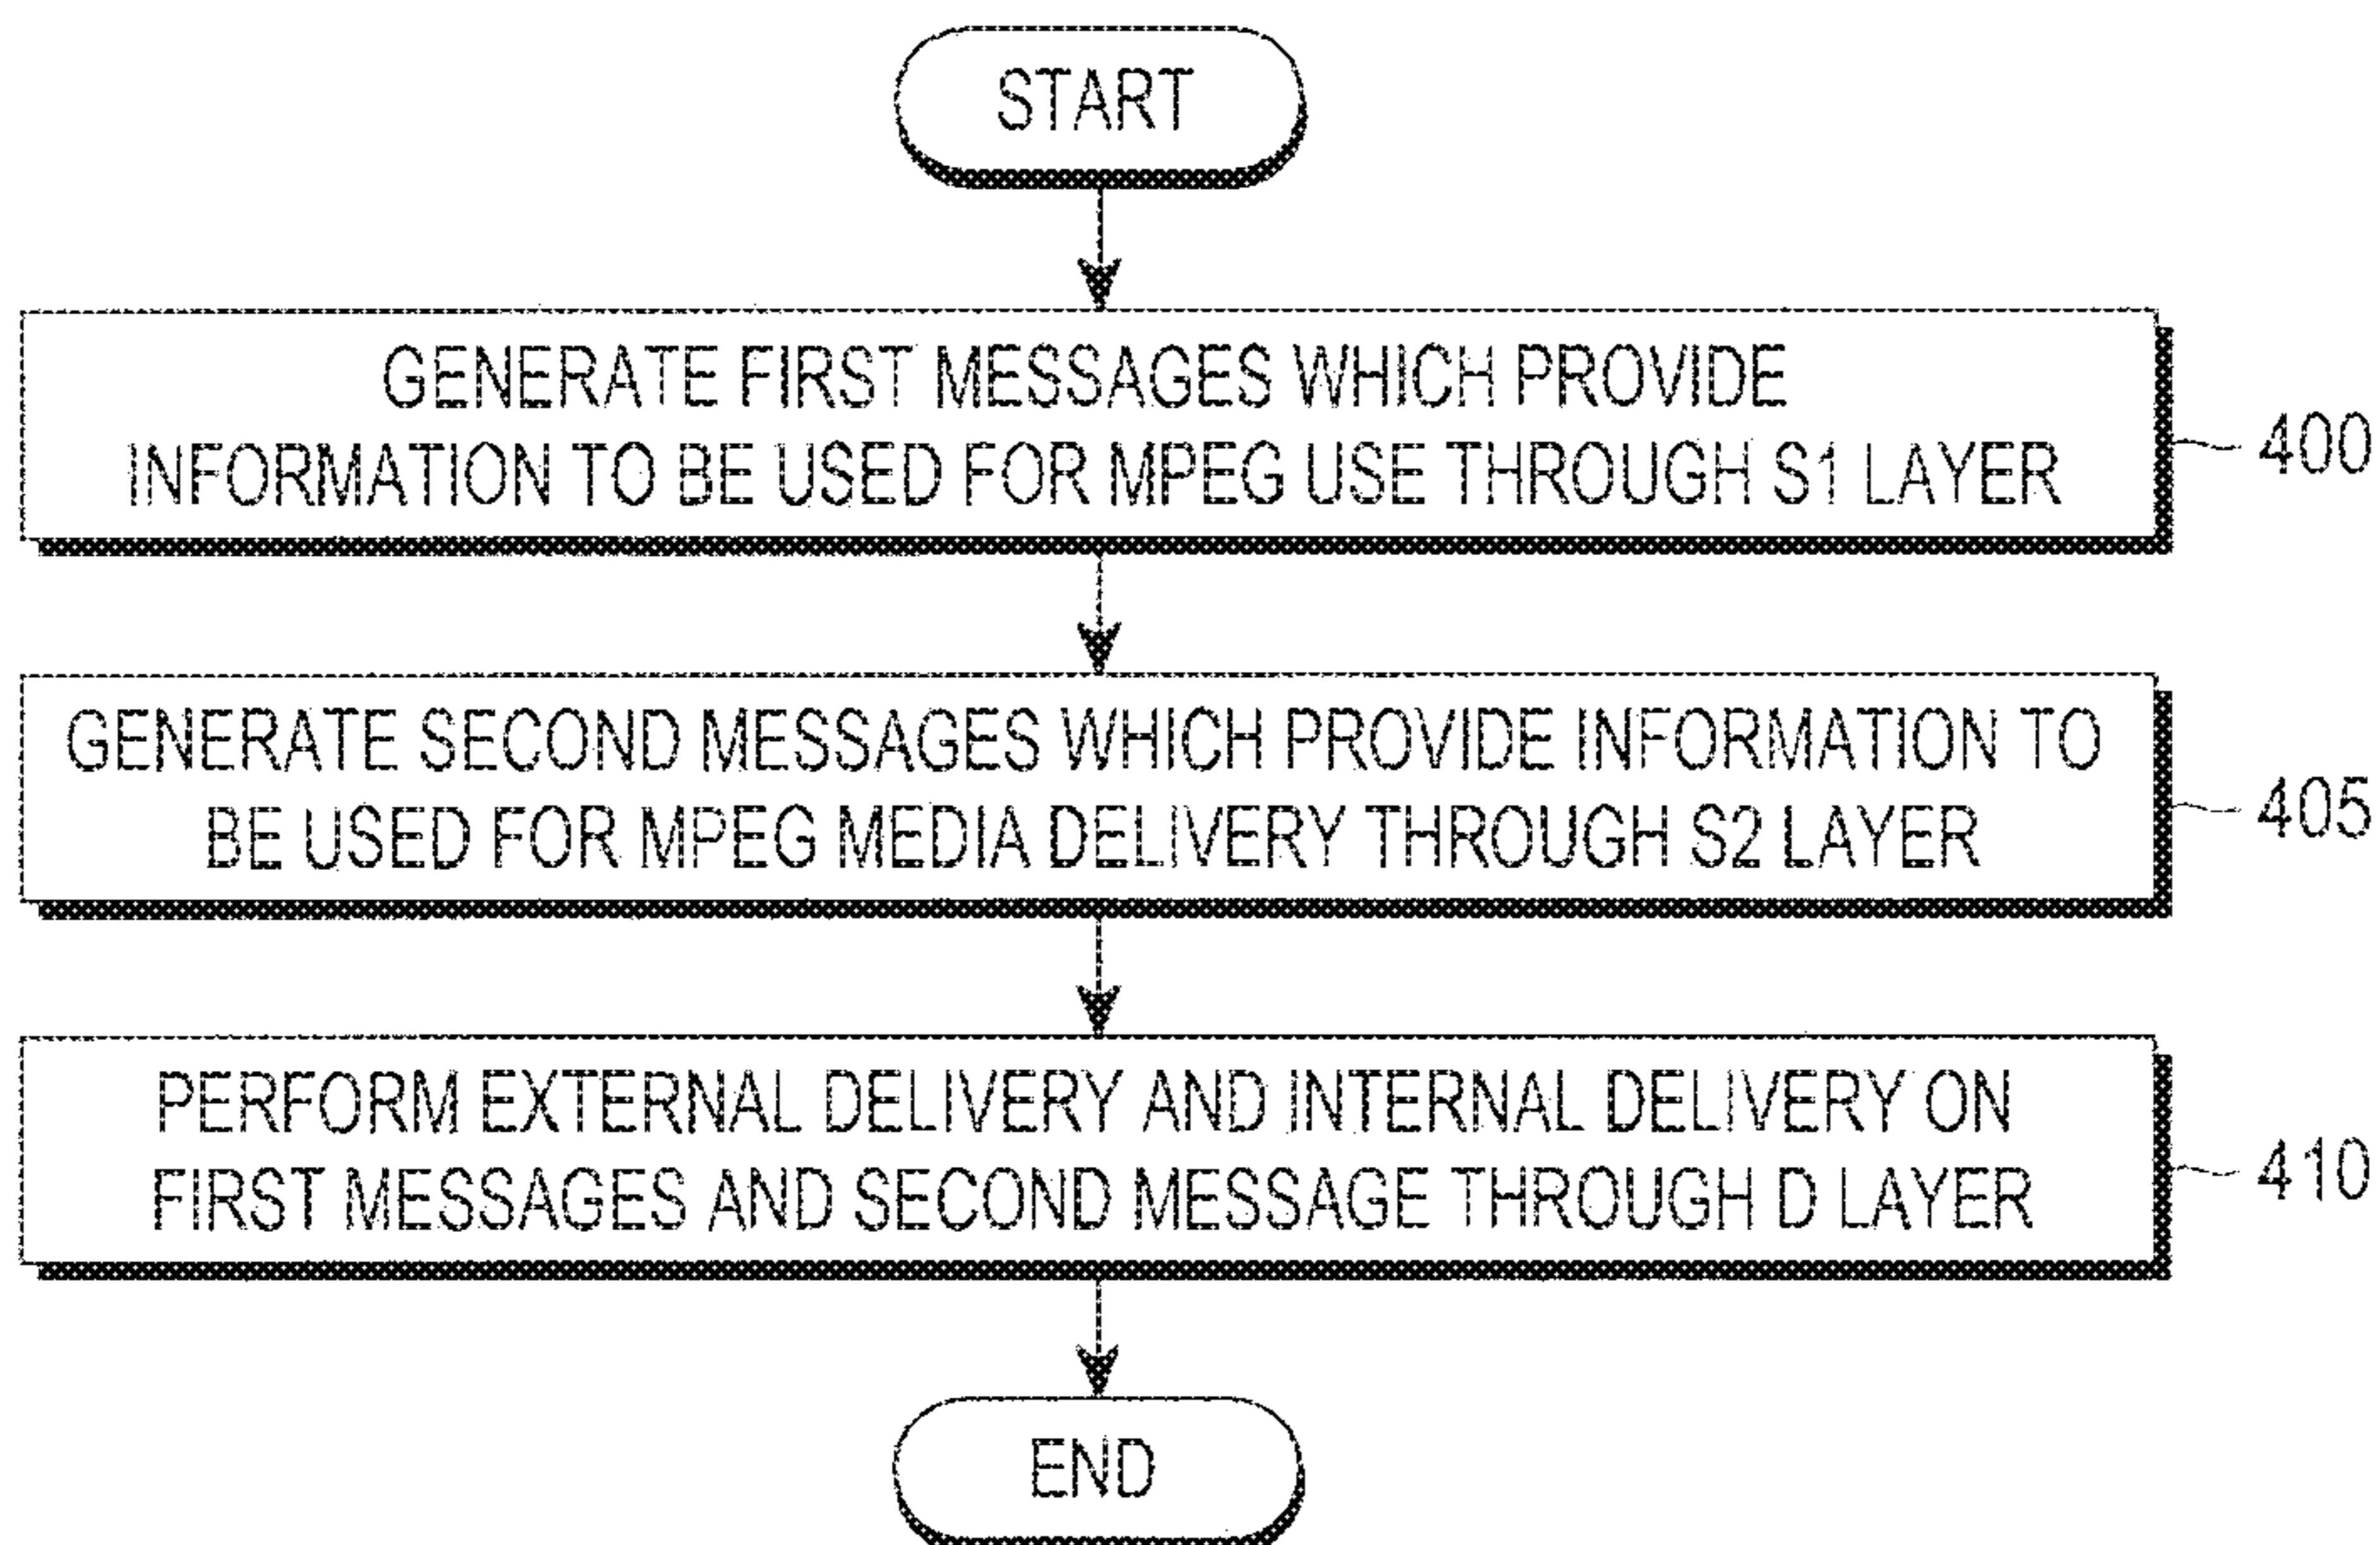 START
GENERATE FIRST MESSAGES WHICH PROVIDE
INFORMATION TO BE USED FOR MPEG USE THROUGH S1 LAYER
400
GENERATE SECOND MESSAGES WHICH PROVIDE INFORMATION TO
BE USED FOR MPEG MEDIA DELIVERY THROUGH S2 LAYER
405
PERFORM EXTERNAL DELIVERY AND INTERNAL DELIVERY ON
FIRST MESSAGES AND SECOND MESSAGE THROUGH D LAYER
410
END